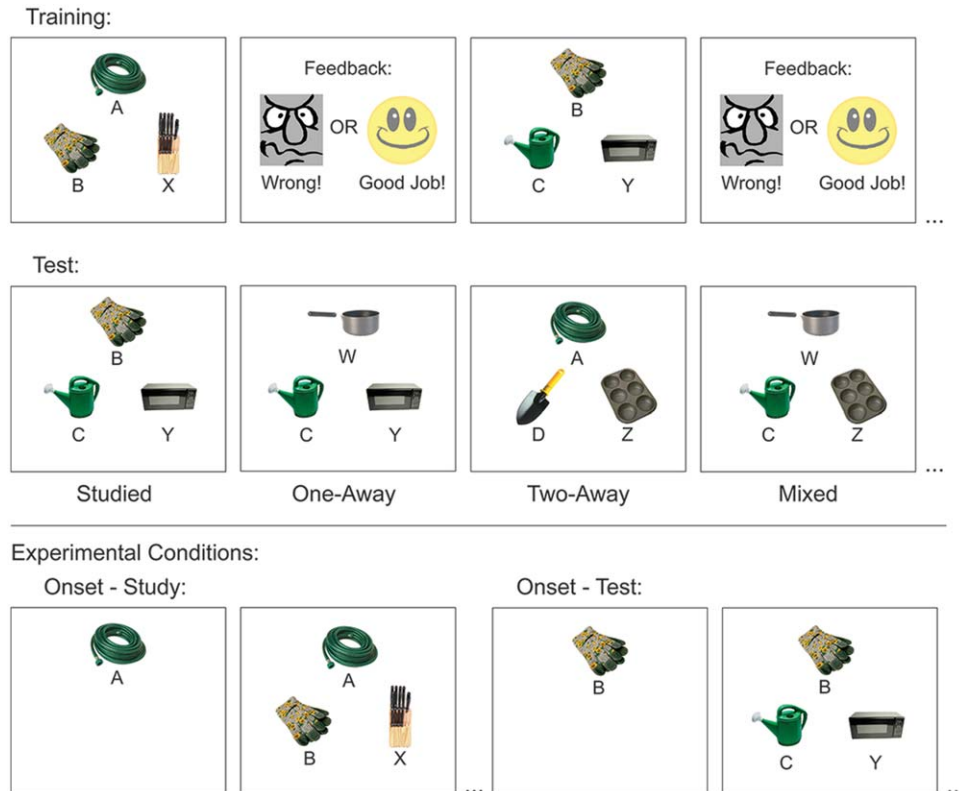 Training:
A
B X
Feedback:
OR
Wrong! Good Job!
B
C Y
Feedback:
OR
Wrong! Good Job!
...
Test:
B
C Y
W
C Y
A
D Z
W
C Z
...
Studied One-Away Two-Away Mixed
Experimental Conditions:
Onset - Study: Onset - Test:
A
A
B X
...
B
B
C Y
...